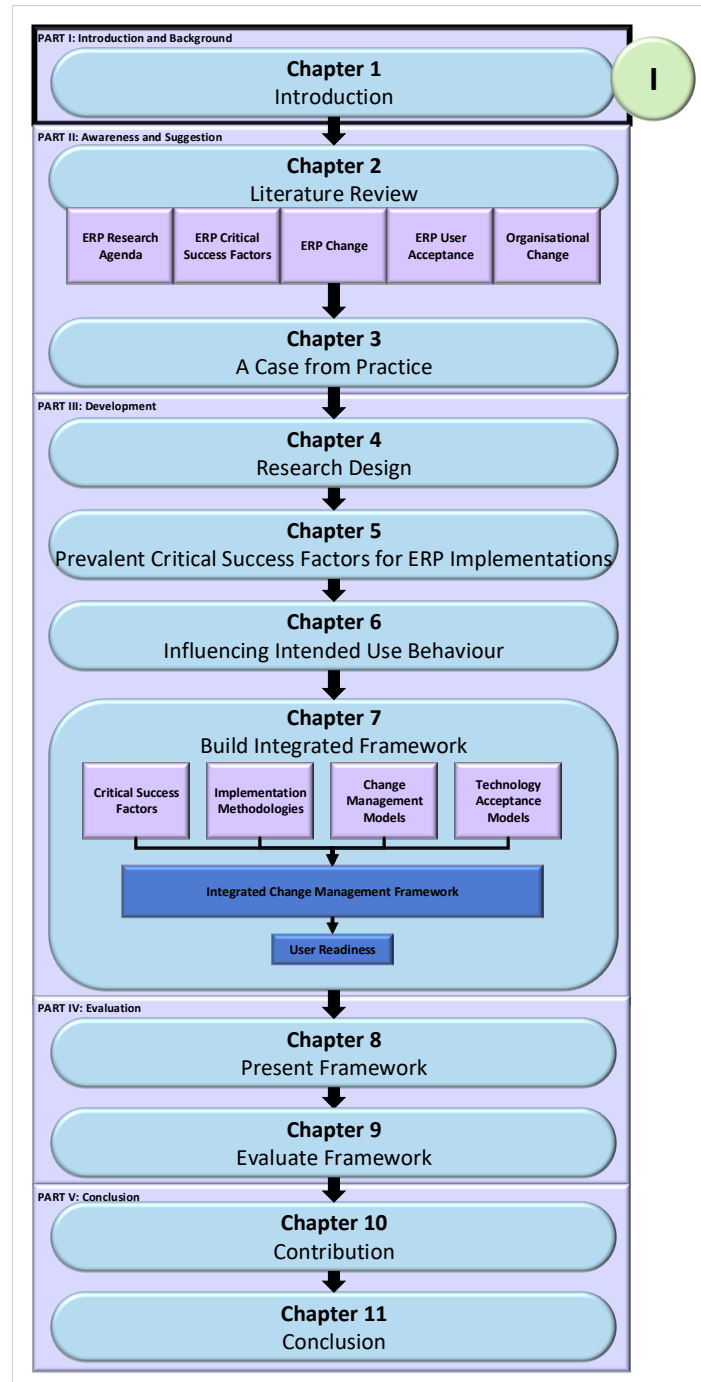 PART I: Introduction and Background
Chapter 1
Introduction
I
PART II: Awareness and Suggestion
Chapter 2
Literature Review
ERP Research
Agenda
ERP Critical
Success Factors
ERP Change
ERP User
Acceptance
Organisational
Change
Chapter 3
A Case from Practice
PART III: Development
Chapter 4
Research Design
Chapter 5
Prevalent Critical Success Factors for ERP Implementations
Chapter 6
Influencing Intended Use Behaviour
Chapter 7
Build Integrated Framework
Critical Success
Factors
Implementation
Methodologies
Change
Management
Models
Technology
Acceptance
Models
Integrated Change Management Framework
User Readiness
PART IV: Evaluation
Chapter 8
Present Framework
Chapter 9
Evaluate Framework
PART V: Conclusion
Chapter 10
Contribution
Chapter 11
Conclusion